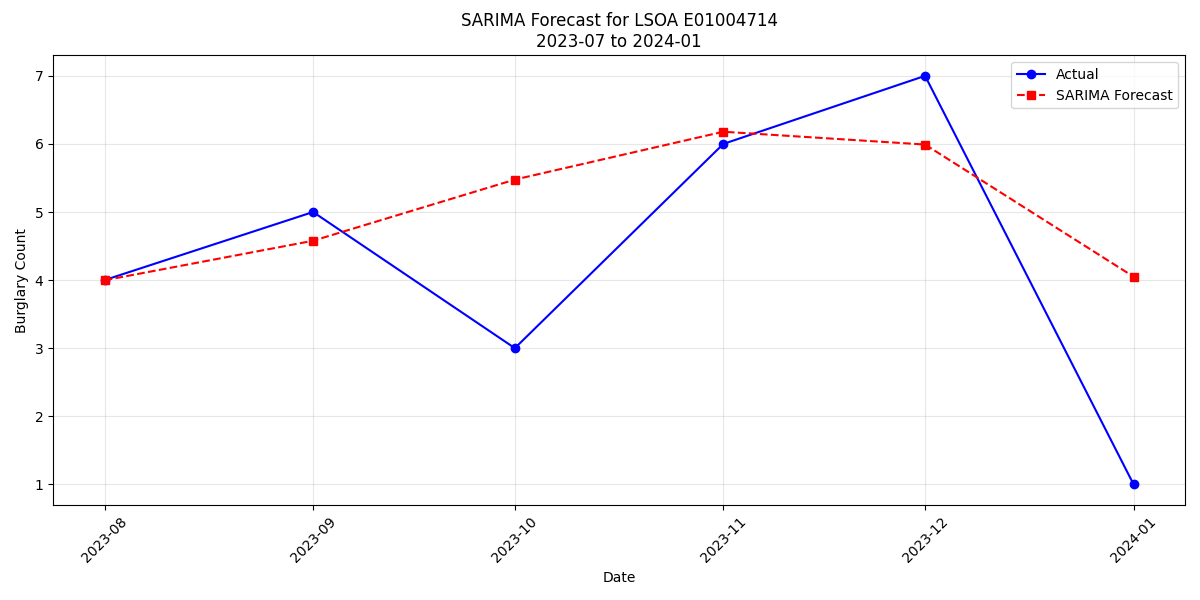 SARIMA Forecast for LSOA E01004714
2023-07 to 2024-01
Actual
SARIMA Forecast
7
6
5
4
3
2
1
Burglary Count
2023-08
2023-09
2023-10
2023-11
2023-12
2024-01
Date